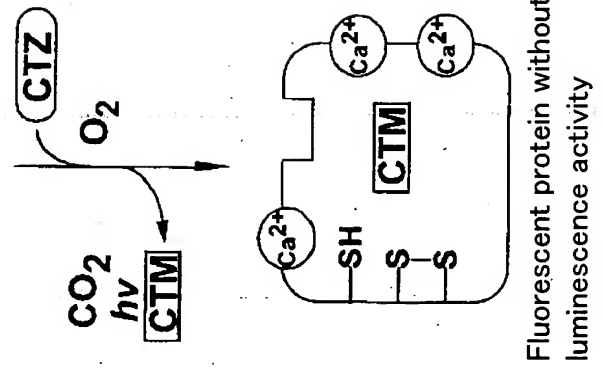 CTZ
CO2
O2
hv
CTM
Ca2+
SH
Ca2+
CTM
S
S
Ca2+
Fluorescent protein without
luminescence activity